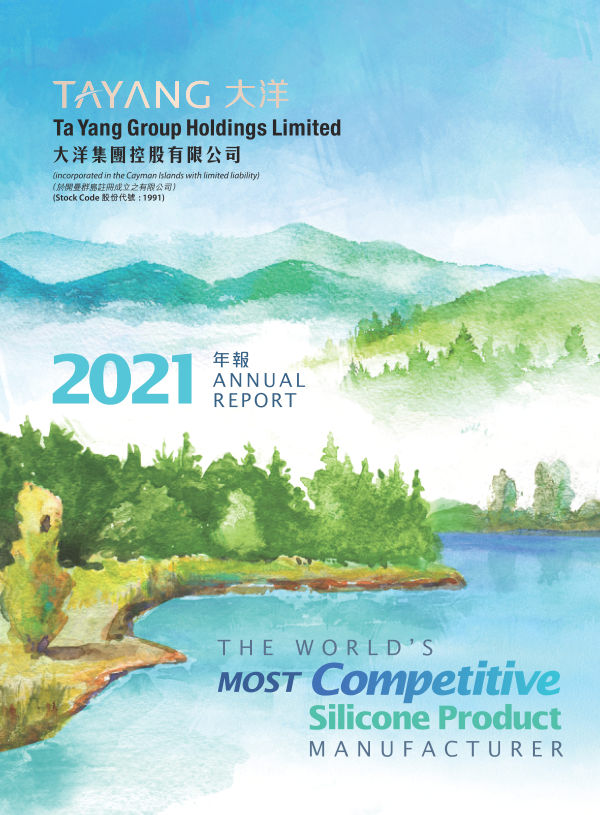 TAYANG 大洋
Ta Yang Group Holdings Limited
大洋集團控股有限公司
(incorporated in the Cayman Islands with limited liability)
(於開曼群島註冊成立之有限公司)
(Stock Code 股份代號 : 1991)
2021 年報
ANNUAL
REPORT
THE WORLD'S
MOST Competitive
Silicone Product
MANUFACTURER